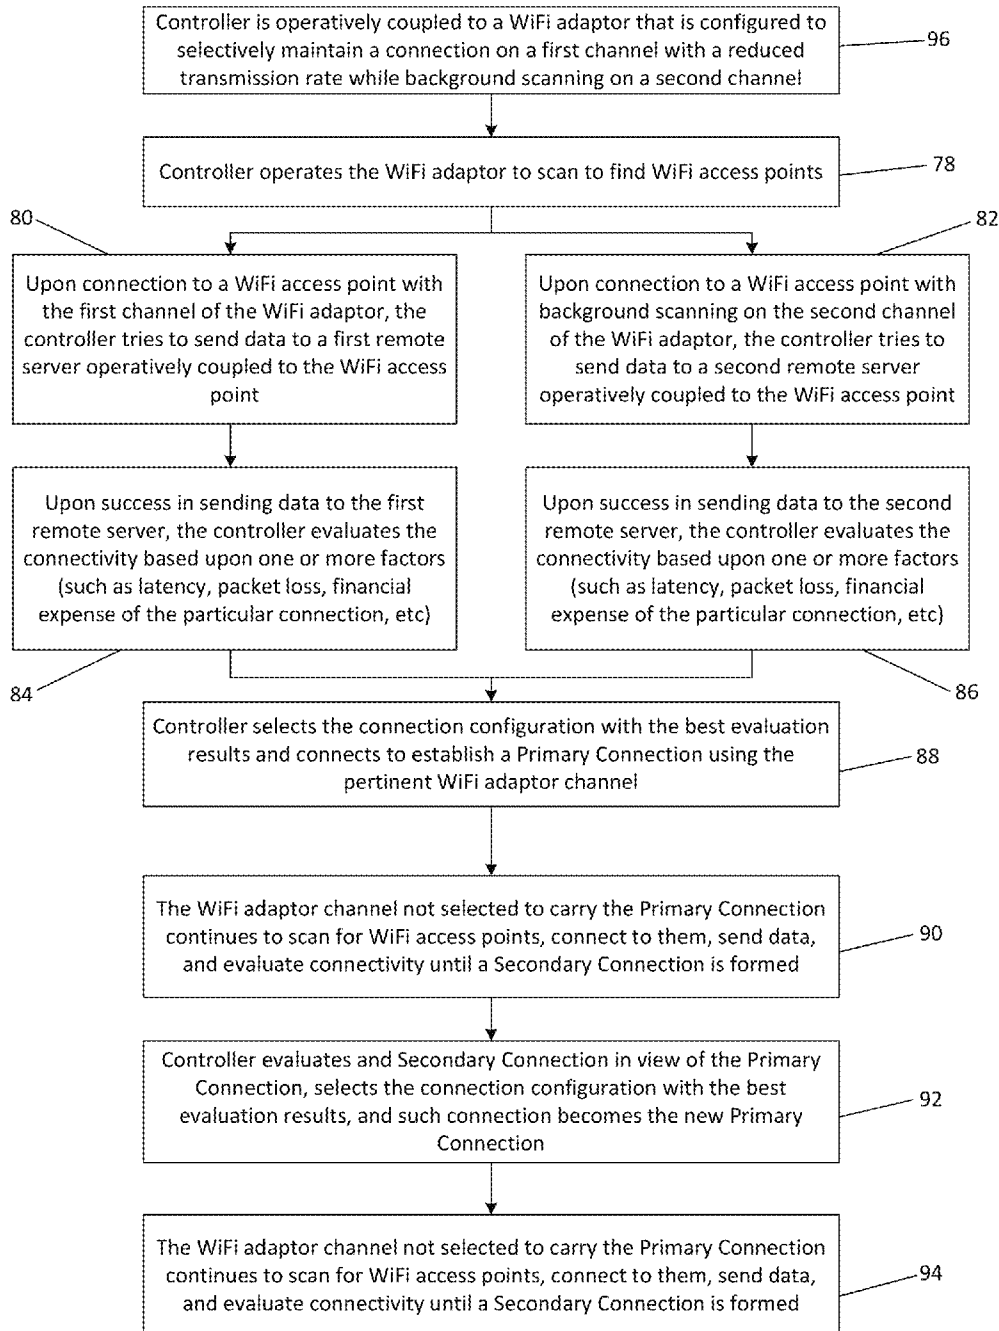 Controller is operatively coupled to a WiFi adaptor that is configured to
selectively maintain a connection on a first channel with a reduced
transmission rate while background scanning on a second channel
96
Controller operates the WiFi adaptor to scan to find WiFi access points
78
80
82
Upon connection to a WiFi access point with
the first channel of the WiFi adaptor, the
controller tries to send data to a first remote
server operatively coupled to the WiFi access
point
Upon connection to a WiFi access point with
background scanning on the second channel
of the WiFi adaptor, the controller tries to
send data to a second remote server
operatively coupled to the WiFi access point
Upon success in sending data to the first
remote server, the controller evaluates the
connectivity based upon one or more factors
(such as latency, packet loss, financial
expense of the particular connection, etc)
Upon success in sending data to the second
remote server, the controller evaluates the
connectivity based upon one or more factors
(such as latency, packet loss, financial
expense of the particular connection, etc)
84
86
Controller selects the connection configuration with the best evaluation
results and connects to establish a Primary Connection using the
pertinent WiFi adaptor channel
88
The WiFi adaptor channel not selected to carry the Primary Connection
continues to scan for WiFi access points, connect to them, send data,
and evaluate connectivity until a Secondary Connection is formed
90
Controller evaluates and Secondary Connection in view of the Primary
Connection, selects the connection configuration with the best
evaluation results, and such connection becomes the new Primary
Connection
92
The WiFi adaptor channel not selected to carry the Primary Connection
continues to scan for WiFi access points, connect to them, send data,
and evaluate connectivity until a Secondary Connection is formed
94